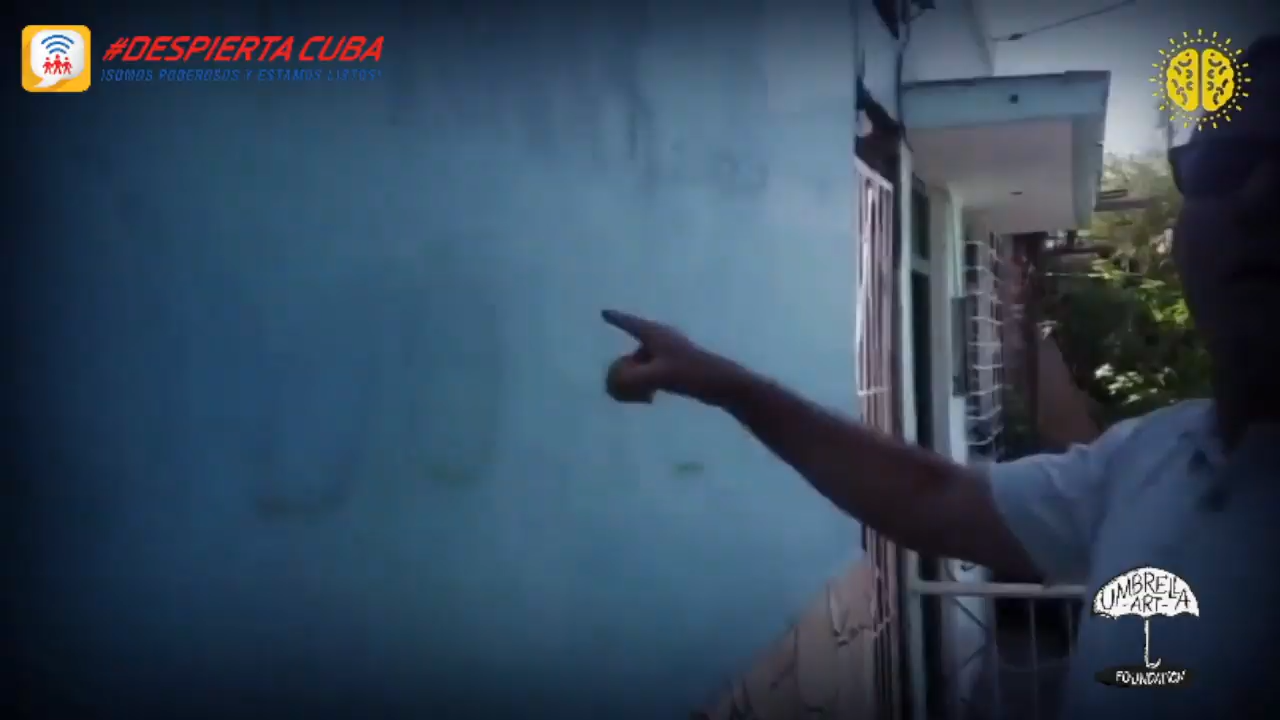 #DESPIERTA CUBA
¡SOMOS PODEROSOS Y ESTAMOS LISTOS!
UMBRELLA
-ART-
FOUNDATION